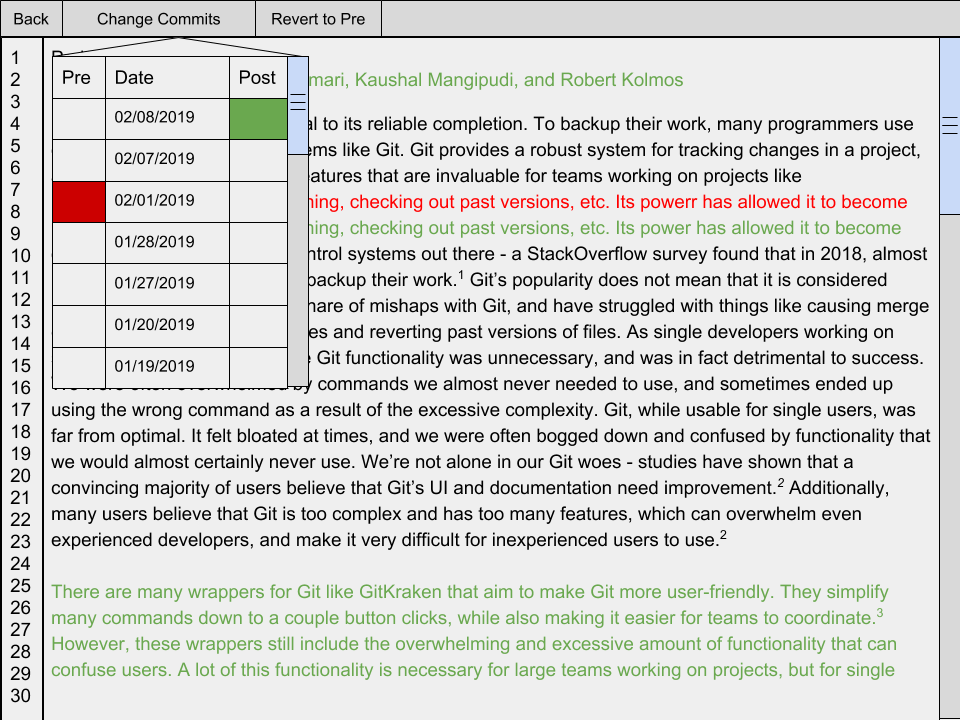 Back Change Commits Revert to Pre
Pre Date Post
02/08/2019
02/07/2019
02/01/2019
01/28/2019
01/27/2019
01/20/2019
01/19/2019
1
2 mari, Kaushal Mangipudi, and Robert Kolmos
3
4 al to its reliable completion. To backup their work, many programmers use
5 ems like Git. Git provides a robust system for tracking changes in a project,
6 eatures that are invaluable for teams working on projects like
7 ning, checking out past versions, etc. Its powerr has allowed it to become
8 ning, checking out past versions, etc. Its power has allowed it to become
9 ntrol systems out there - a StackOverflow survey found that in 2018, almost
10 backup their work.1 Git’s popularity does not mean that it is considered
11 hare of mishaps with Git, and have struggled with things like causing merge
12 es and reverting past versions of files. As single developers working on
13 e Git functionality was unnecessary, and was in fact detrimental to success.
14 by commands we almost never needed to use, and sometimes ended up
15 using the wrong command as a result of the excessive complexity. Git, while usable for single users, was
16 far from optimal. It felt bloated at times, and we were often bogged down and confused by functionality that
17 we would almost certainly never use. We’re not alone in our Git woes - studies have shown that a
18 convincing majority of users believe that Git’s UI and documentation need improvement.2 Additionally,
19 many users believe that Git is too complex and has too many features, which can overwhelm even
20 experienced developers, and make it very difficult for inexperienced users to use.2
21
22 There are many wrappers for Git like GitKraken that aim to make Git more user-friendly. They simplify
23 many commands down to a couple button clicks, while also making it easier for teams to coordinate.3
24 However, these wrappers still include the overwhelming and excessive amount of functionality that can
25 confuse users. A lot of this functionality is necessary for large teams working on projects, but for single
26
27
28
29
30